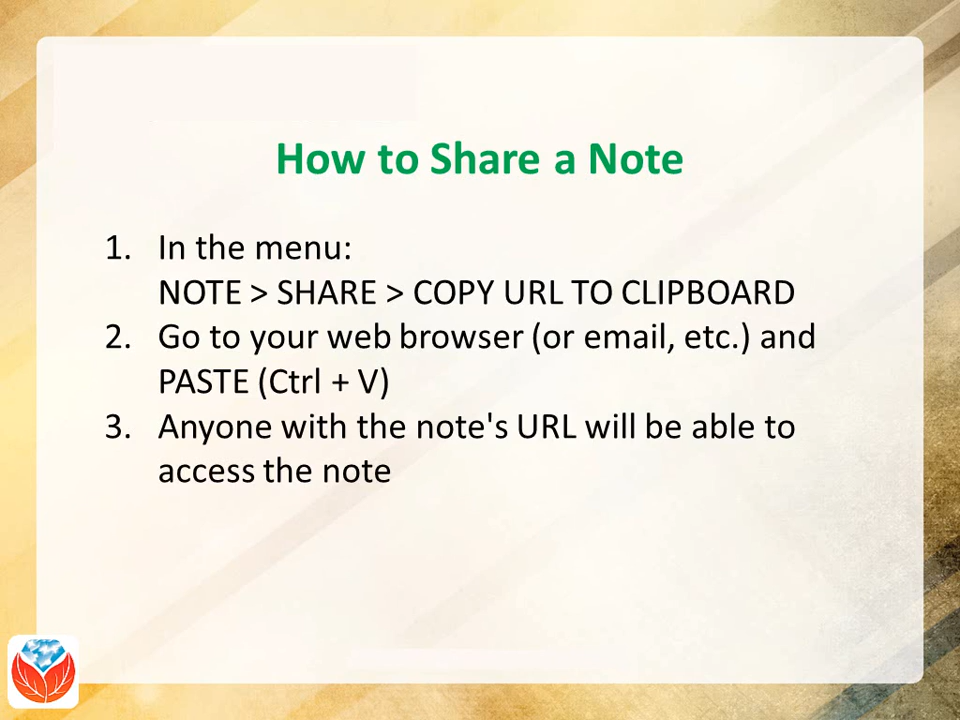 How to Share a Note
1. In the menu:
NOTE > SHARE > COPY URL TO CLIPBOARD
2. Go to your web browser (or email, etc.) and
PASTE (Ctrl + V)
3. Anyone with the note's URL will be able to
access the note